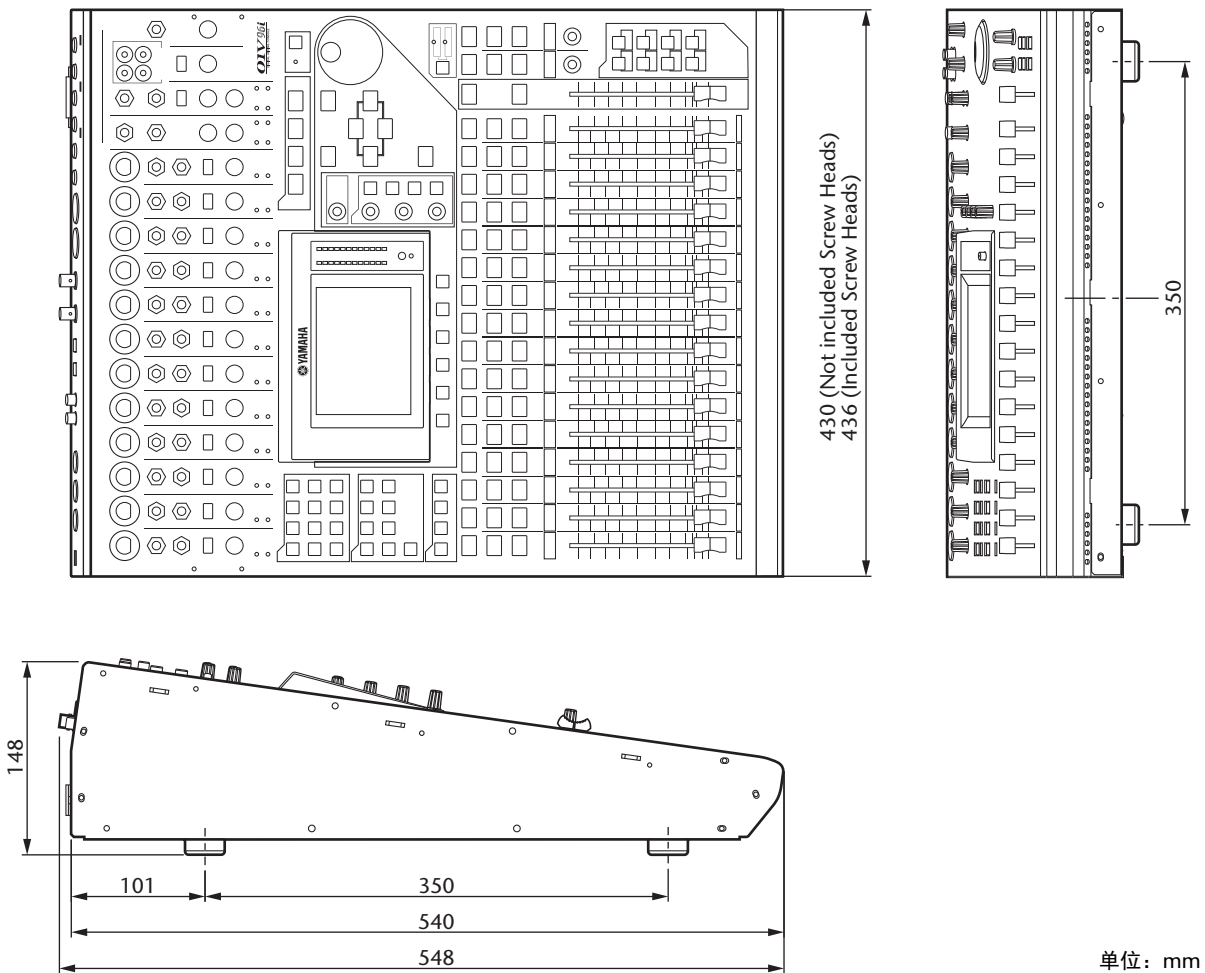 01V96i
YAMAHA
430 (Not included Screw Heads)
436 (Included Screw Heads)
350
148
101
350
540
548
单位：mm